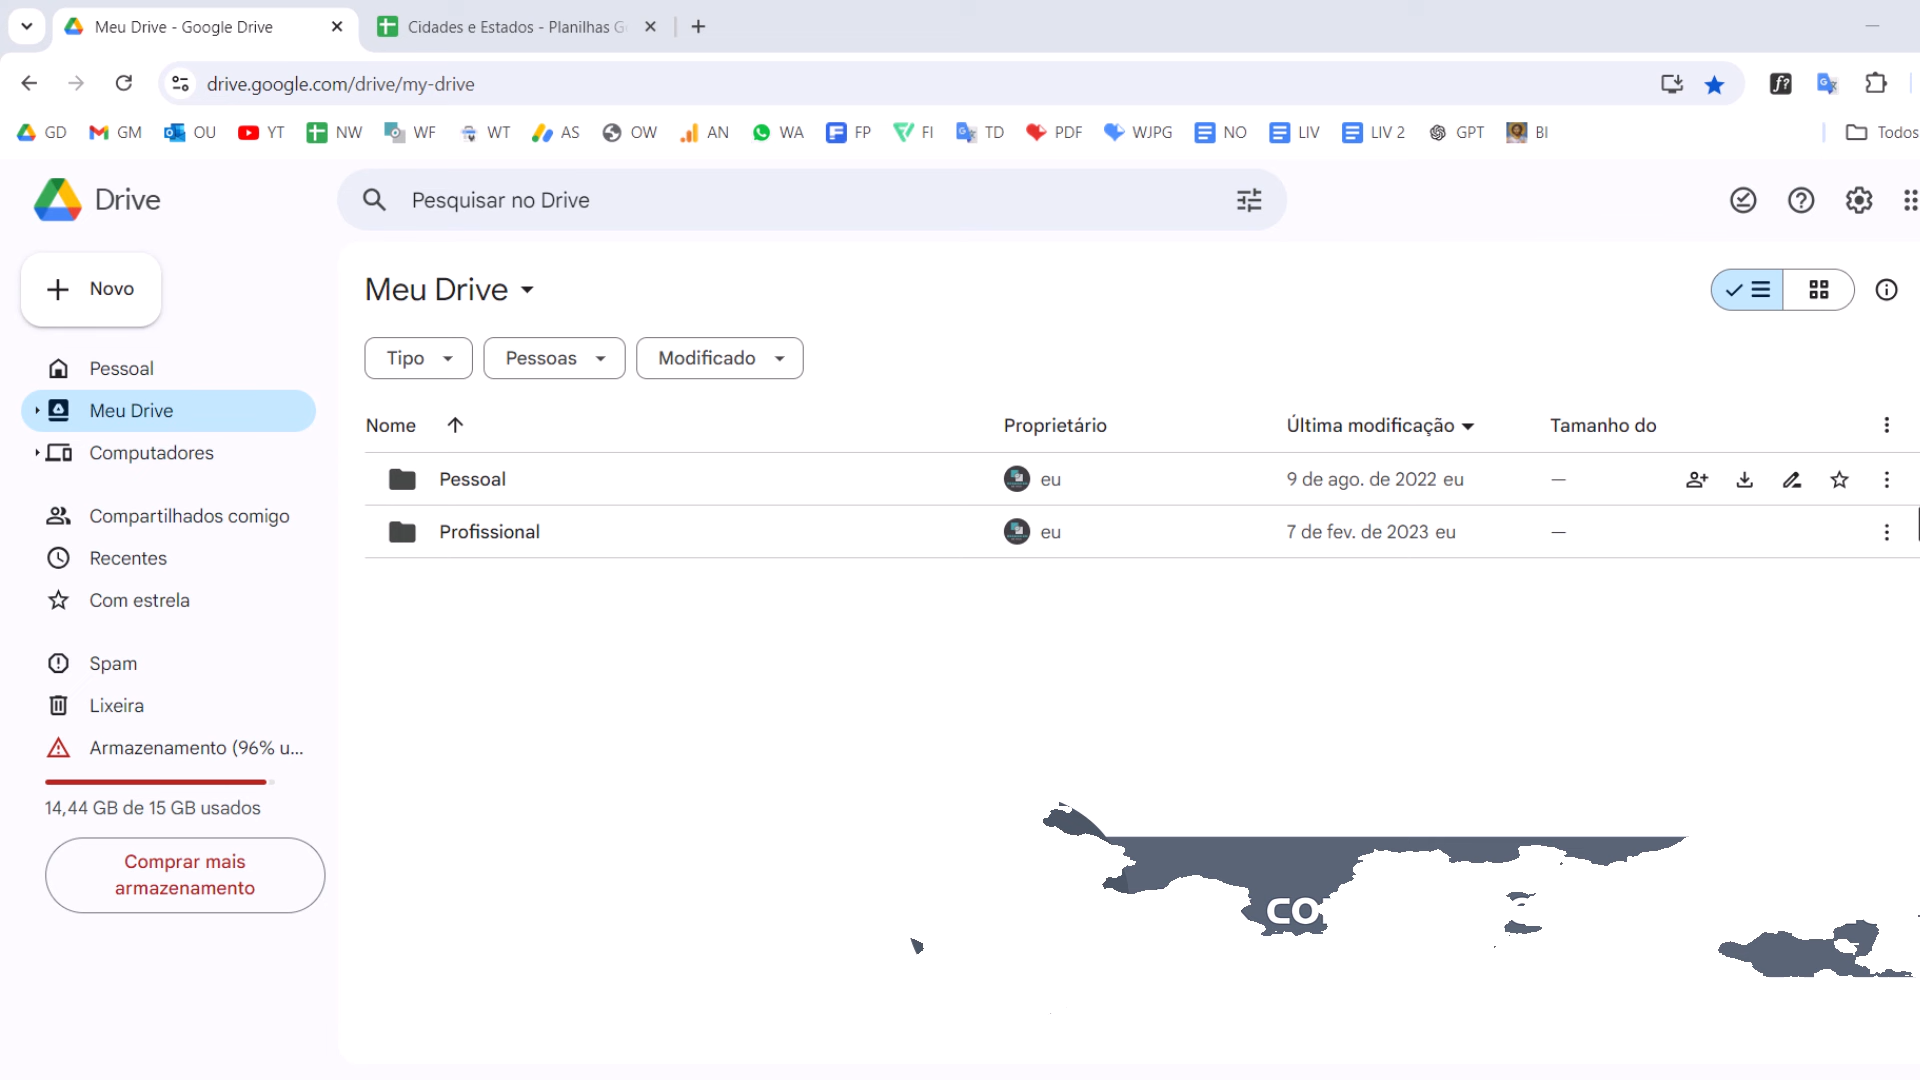 Meu Drive - Google Drive
Cidades e Estados - Planilhas G
drive.google.com/drive/my-drive
GD GM OU YT NW WF WT AS OW AN WA FP FI TD PDF WJPG NO LIV LIV 2 GPT BI Todos
Drive
Pesquisar no Drive
Novo
Meu Drive
Tipo Pessoas Modificado
Pessoal
Meu Drive
Computadores
Compartilhados comigo
Recentes
Com estrela
Spam
Lixeira
Armazenamento (96% u...
14,44 GB de 15 GB usados
Comprar mais
armazenamento
Nome Proprietário Última modificação Tamanho do
Pessoal eu 9 de ago. de 2022 eu —
Profissional eu 7 de fev. de 2023 eu —
co